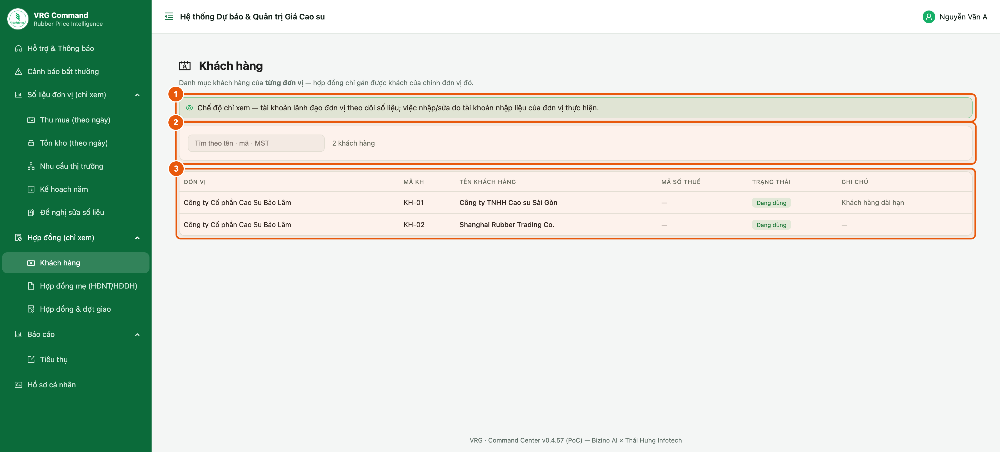 VRG Command
Rubber Price Intelligence
Hỗ trợ & Thông báo
Cảnh báo bất thường
Số liệu đơn vị (chỉ xem)
Thu mua (theo ngày)
Tồn kho (theo ngày)
Nhu cầu thị trường
Kế hoạch năm
Đề nghị sửa số liệu
Hợp đồng (chỉ xem)
Khách hàng
Hợp đồng mẹ (HĐNT/HĐDH)
Hợp đồng & đợt giao
Báo cáo
Tiêu thụ
Hồ sơ cá nhân
Hệ thống Dự báo & Quản trị Giá Cao su
Nguyễn Văn A
Khách hàng
Danh mục khách hàng của từng đơn vị — hợp đồng chỉ gán được khách của chính đơn vị đó.
1
Chế độ chỉ xem — tài khoản lãnh đạo đơn vị theo dõi số liệu; việc nhập/sửa do tài khoản nhập liệu của đơn vị thực hiện.
2
Tìm theo tên · mã · MST
2 khách hàng
3
ĐƠN VỊ MÃ KH TÊN KHÁCH HÀNG MÃ SỐ THUẾ TRẠNG THÁI GHI CHÚ
Công ty Cổ phần Cao Su Bảo Lâm KH-01 Công ty TNHH Cao su Sài Gòn — Đang dùng Khách hàng dài hạn
Công ty Cổ phần Cao Su Bảo Lâm KH-02 Shanghai Rubber Trading Co. — Đang dùng —
VRG · Command Center v0.4.57 (PoC) — Bizino AI × Thái Hưng Infotech